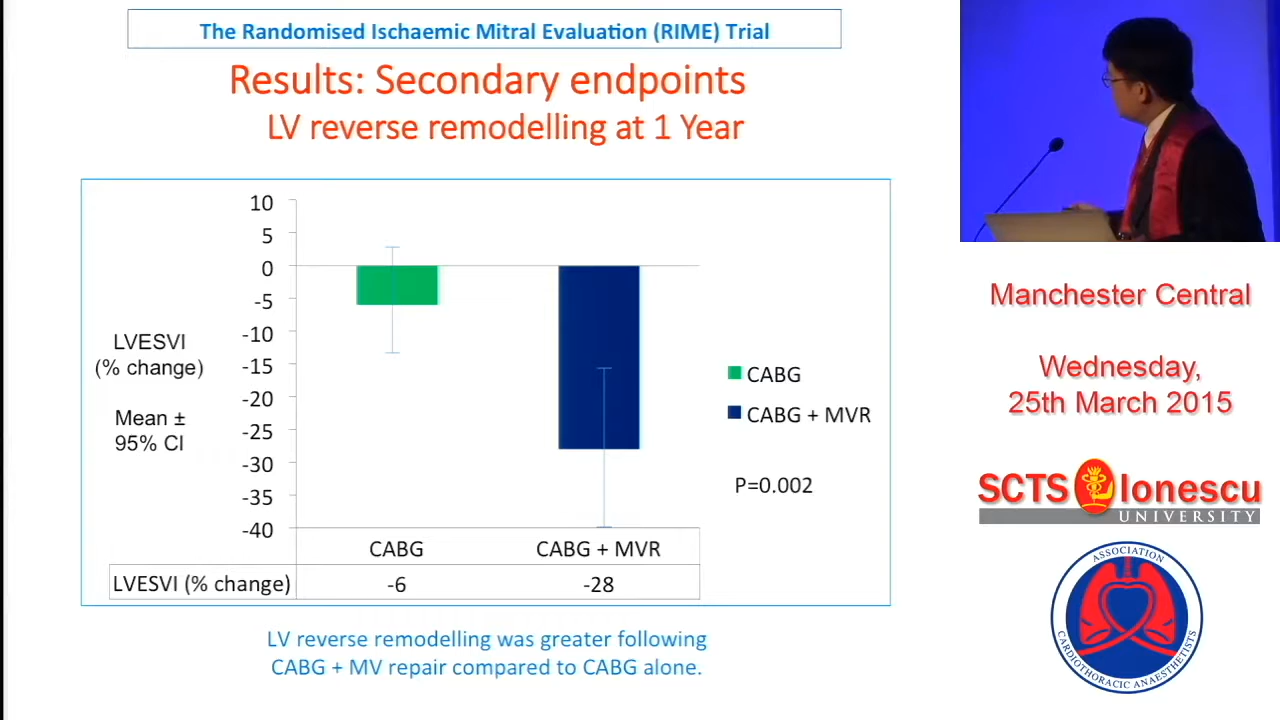 The Randomised Ischaemic Mitral Evaluation (RIME) Trial
Results: Secondary endpoints
LV reverse remodelling at 1 Year
10
5
0
-5
-10
-15
-20
-25
-30
-35
-40
LVESVI
(% change)
Mean ±
95% CI
CABG
CABG + MVR
P=0.002
CABG CABG + MVR
LVESVI (% change) -6 -28
LV reverse remodelling was greater following
CABG + MV repair compared to CABG alone.
Manchester Central
Wednesday,
25th March 2015
SCTS Ionescu
UNIVERSITY
ASSOCIATION
CARDIOTHORACIC ANAESTHETISTS